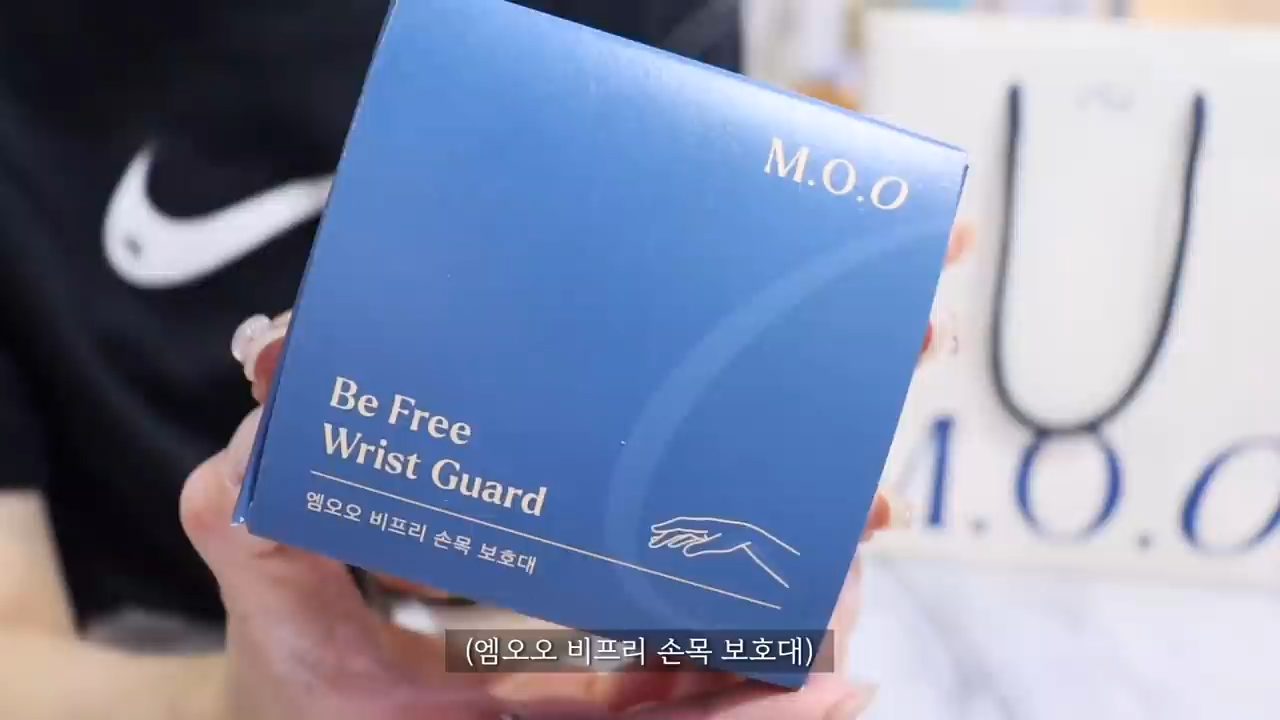 M.O.O
Be Free
Wrist Guard
엠오오 비프리 손목 보호대
.O.O
(엠오오 비프리 손목 보호대)